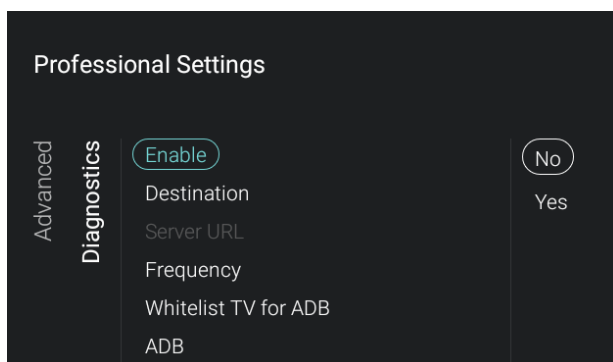 Professional Settings
Advanced
Diagnostics
Enable
Destination
Server URL
Frequency
Whitelist TV for ADB
ADB
No
Yes